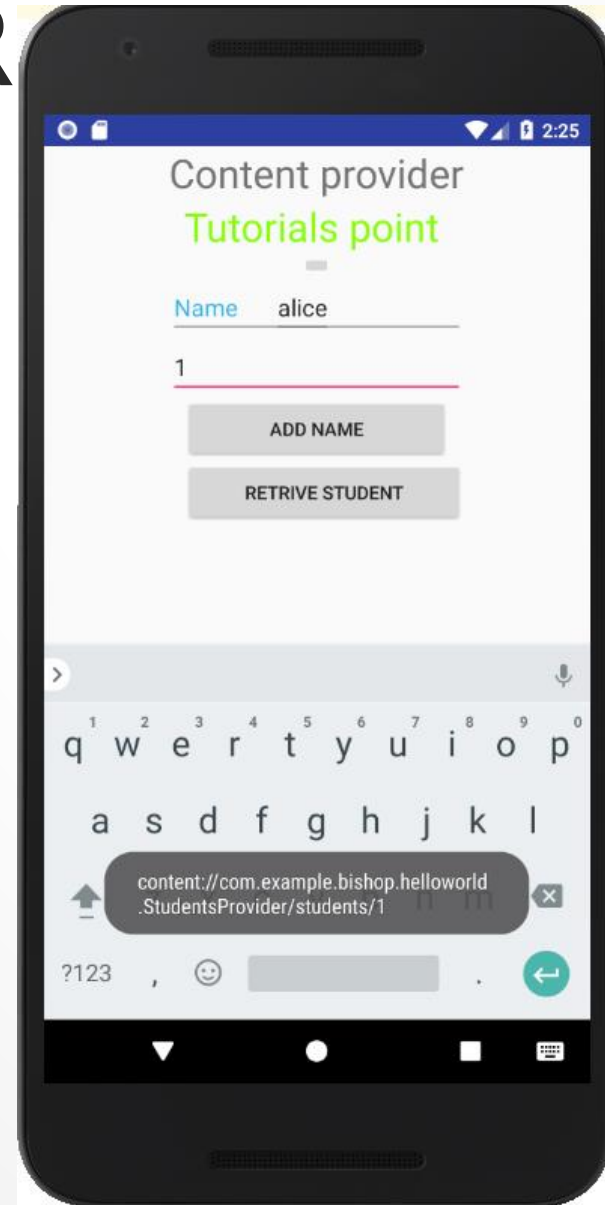 R
2:25
Content provider
Tutorials point
Name alice
1
ADD NAME
RETRIVE STUDENT
1 2 3 4 5 6 7 8 9 0
q w e r t y u i o p
a s d f g h j k l
content://com.example.bishop.helloworld
.StudentsProvider/students/1
n m
?123 , .